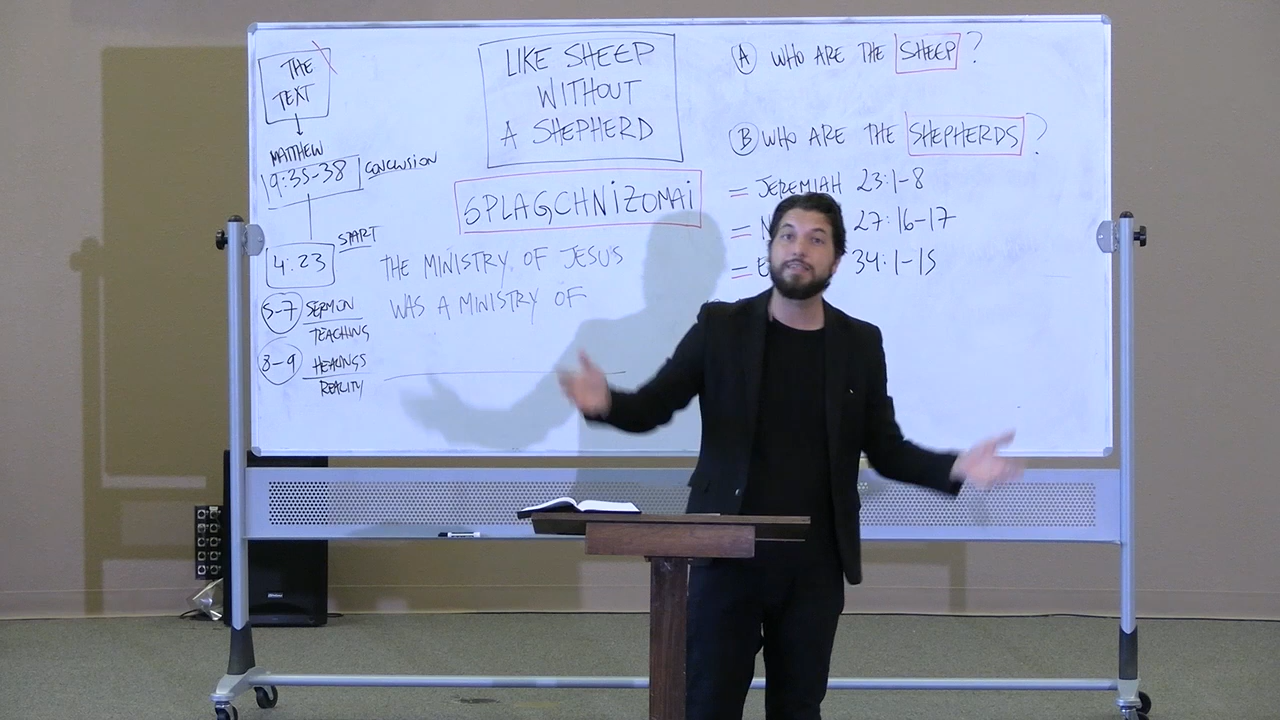 THE
TEXT
MATTHEW
9:35-38 CONCLUSION
4:23 START
5-7 SERMON
TEACHING
8-9 HEALINGS
REALITY
LIKE SHEEP
WITHOUT
A SHEPHERD
SPLAGCHNIZOMAI
THE MINISTRY OF JESUS
WAS A MINISTRY OF
A WHO ARE THE SHEEP?
B WHO ARE THE SHEPHERDS?
= JEREMIAH 23:1-8
= N 27:16-17
= E 34:1-15